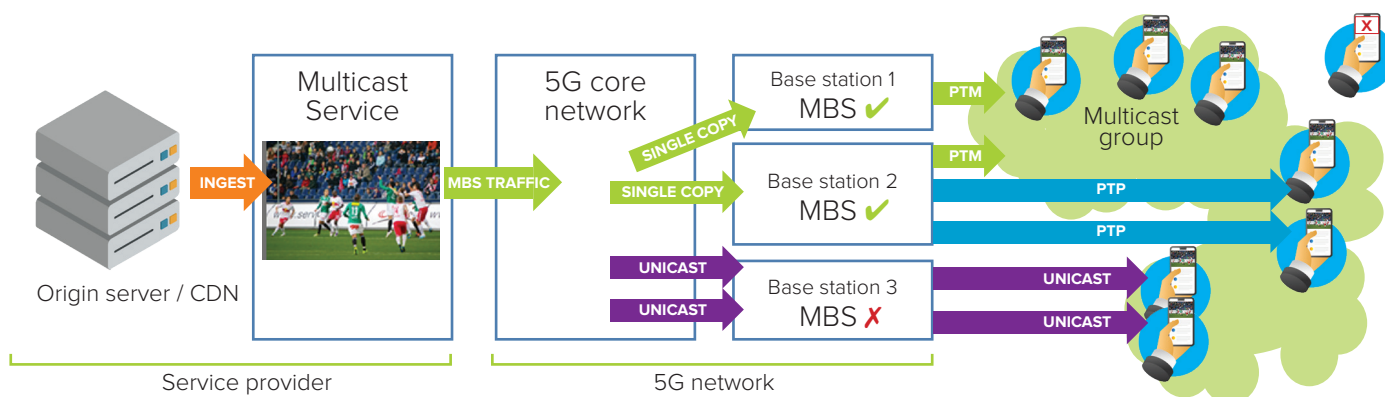 Multicast
Service
5G core
network
Base station 1
MBS ✓
PTM
X
Multicast
group
SINGLE COPY
INGEST
MBS TRAFFIC
SINGLE COPY
Base station 2
MBS ✓
PTM
PTP
PTP
UNICAST
UNICAST
Base station 3
MBS ✗
UNICAST
UNICAST
Origin server / CDN
Service provider
5G network